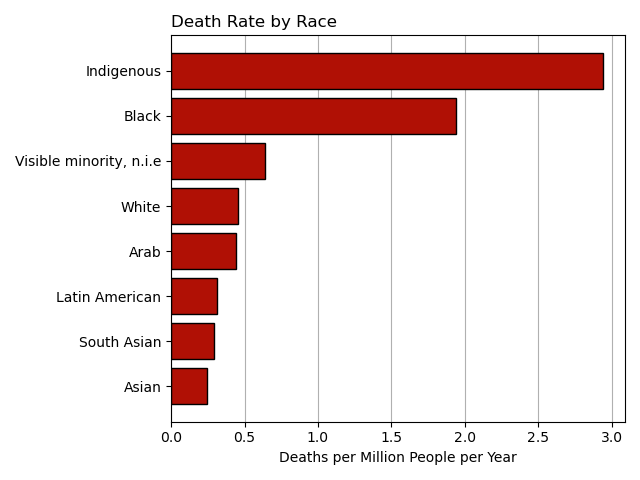 Death Rate by Race
Indigenous
Black
Visible minority, n.i.e
White
Arab
Latin American
South Asian
Asian
0.0 0.5 1.0 1.5 2.0 2.5 3.0
Deaths per Million People per Year